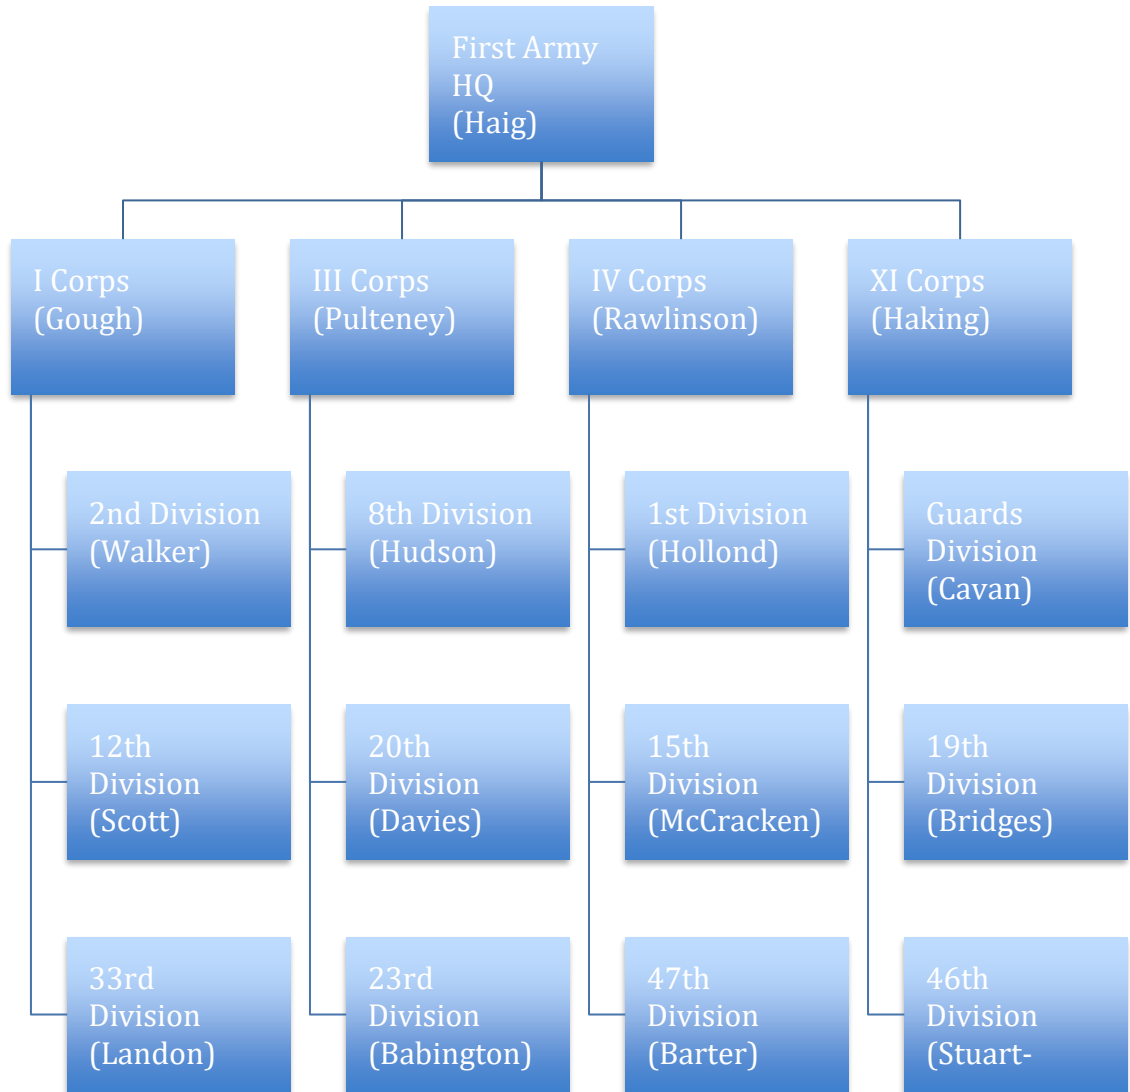 First Army
HQ
(Haig)
I Corps
(Gough)
III Corps
(Pulteney)
IV Corps
(Rawlinson)
XI Corps
(Haking)
2nd Division
(Walker)
8th Division
(Hudson)
1st Division
(Hollond)
Guards
Division
(Cavan)
12th
Division
(Scott)
20th
Division
(Davies)
15th
Division
(McCracken)
19th
Division
(Bridges)
33rd
Division
(Landon)
23rd
Division
(Babington)
47th
Division
(Barter)
46th
Division
(Stuart-